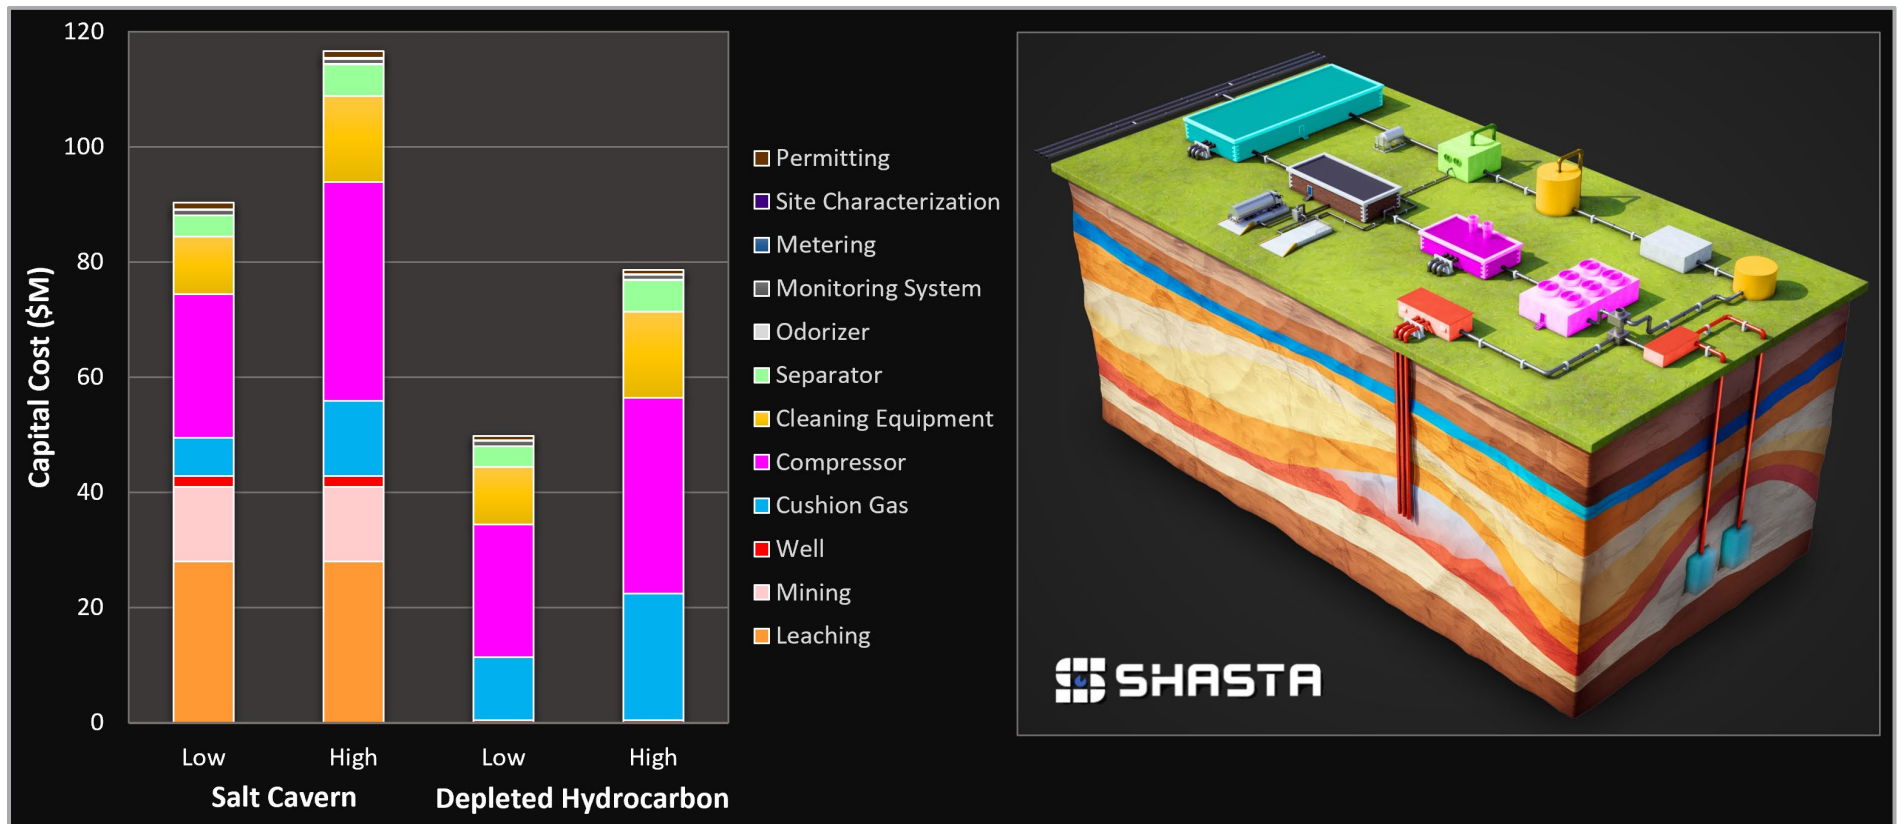 120
100
80
60
40
20
0
Capital Cost ($M)
Low
High
Low
High
Salt Cavern
Depleted Hydrocarbon
Permitting
Site Characterization
Metering
Monitoring System
Odorizer
Separator
Cleaning Equipment
Compressor
Cushion Gas
Well
Mining
Leaching
SHASTA